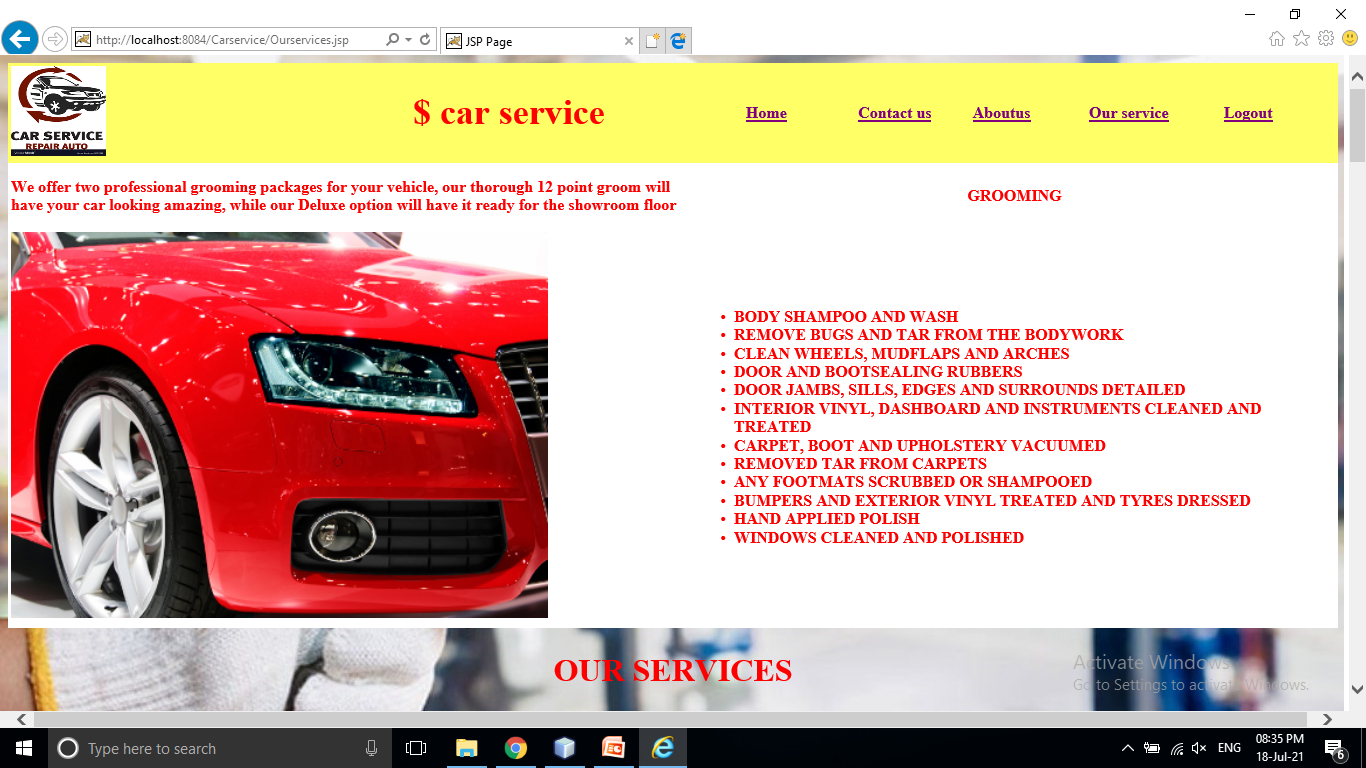 http://localhost:8084/Carservice/Ourservices.jsp
JSP Page
CAR SERVICE
REPAIR AUTO
$ car service
Home
Contact us
Aboutus
Our service
Logout
We offer two professional grooming packages for your vehicle, our thorough 12 point groom will
have your car looking amazing, while our Deluxe option will have it ready for the showroom floor
GROOMING
• BODY SHAMPOO AND WASH
• REMOVE BUGS AND TAR FROM THE BODYWORK
• CLEAN WHEELS, MUDFLAPS AND ARCHES
• DOOR AND BOOTSEALING RUBBERS
• DOOR JAMBS, SILLS, EDGES AND SURROUNDS DETAILED
• INTERIOR VINYL, DASHBOARD AND INSTRUMENTS CLEANED AND
TREATED
• CARPET, BOOT AND UPHOLSTERY VACUUMED
• REMOVED TAR FROM CARPETS
• ANY FOOTMATS SCRUBBED OR SHAMPOOED
• BUMPERS AND EXTERIOR VINYL TREATED AND TYRES DRESSED
• HAND APPLIED POLISH
• WINDOWS CLEANED AND POLISHED
OUR SERVICES
Activate Windows
Go to Settings to activate Windows.
Type here to search
ENG
08:35 PM
18-Jul-21
6